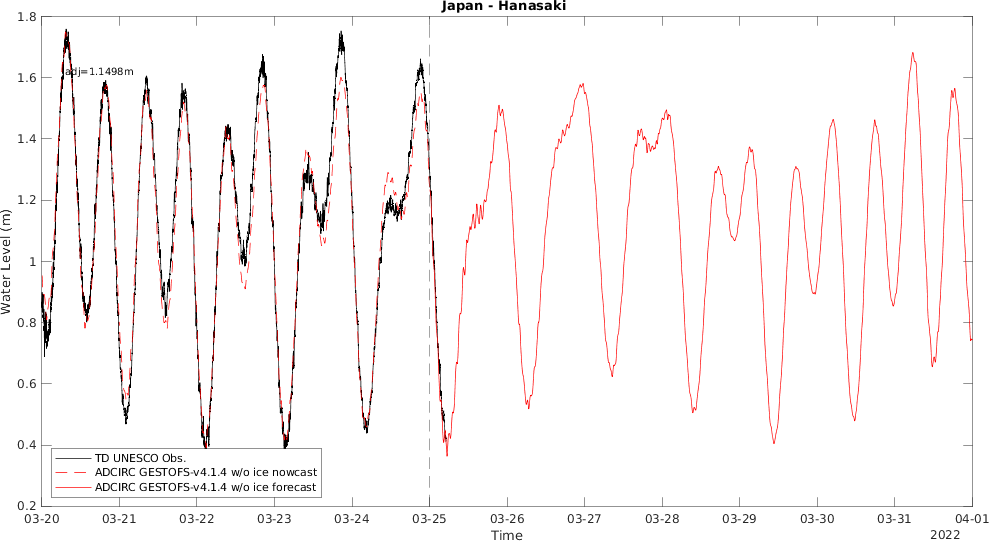 Japan - Hanasaki
1.8
1.6
1.4
1.2
1
0.8
0.6
0.4
0.2
Water Level (m)
adj=1.1498m
TD UNESCO Obs.
ADCIRC GESTOFS-v4.1.4 w/o ice nowcast
ADCIRC GESTOFS-v4.1.4 w/o ice forecast
03-20 03-21 03-22 03-23 03-24 03-25 03-26 03-27 03-28 03-29 03-30 03-31 04-01
Time
2022